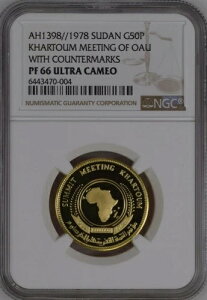 AH1398//1978 SUDAN G50P
KHARTOUM MEETING OF OAU
WITH COUNTERMARKS
PF 66 ULTRA CAMEO
6443470-004
NUMISMATIC GUARANTY CORPORATION
NGC
SUMMIT MEETING KHARTOUM